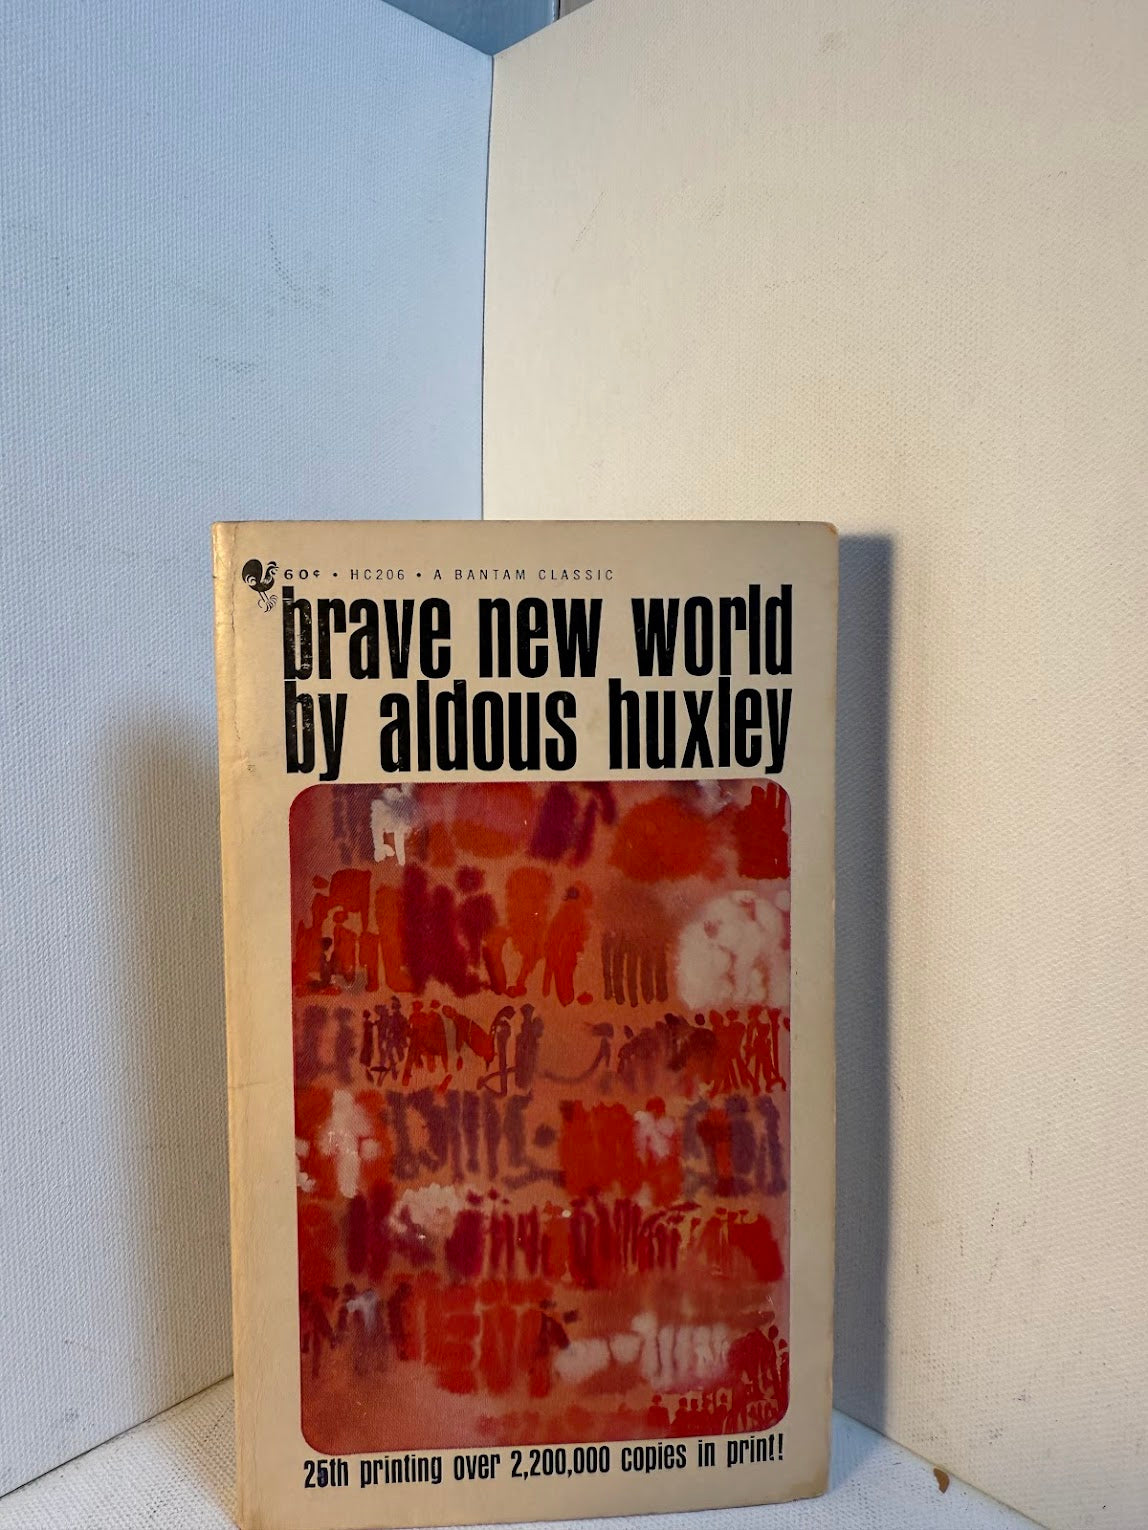 60¢ • HC206 • A BANTAM CLASSIC
brave new world
by aldous huxley
25th printing over 2,200,000 copies in print!